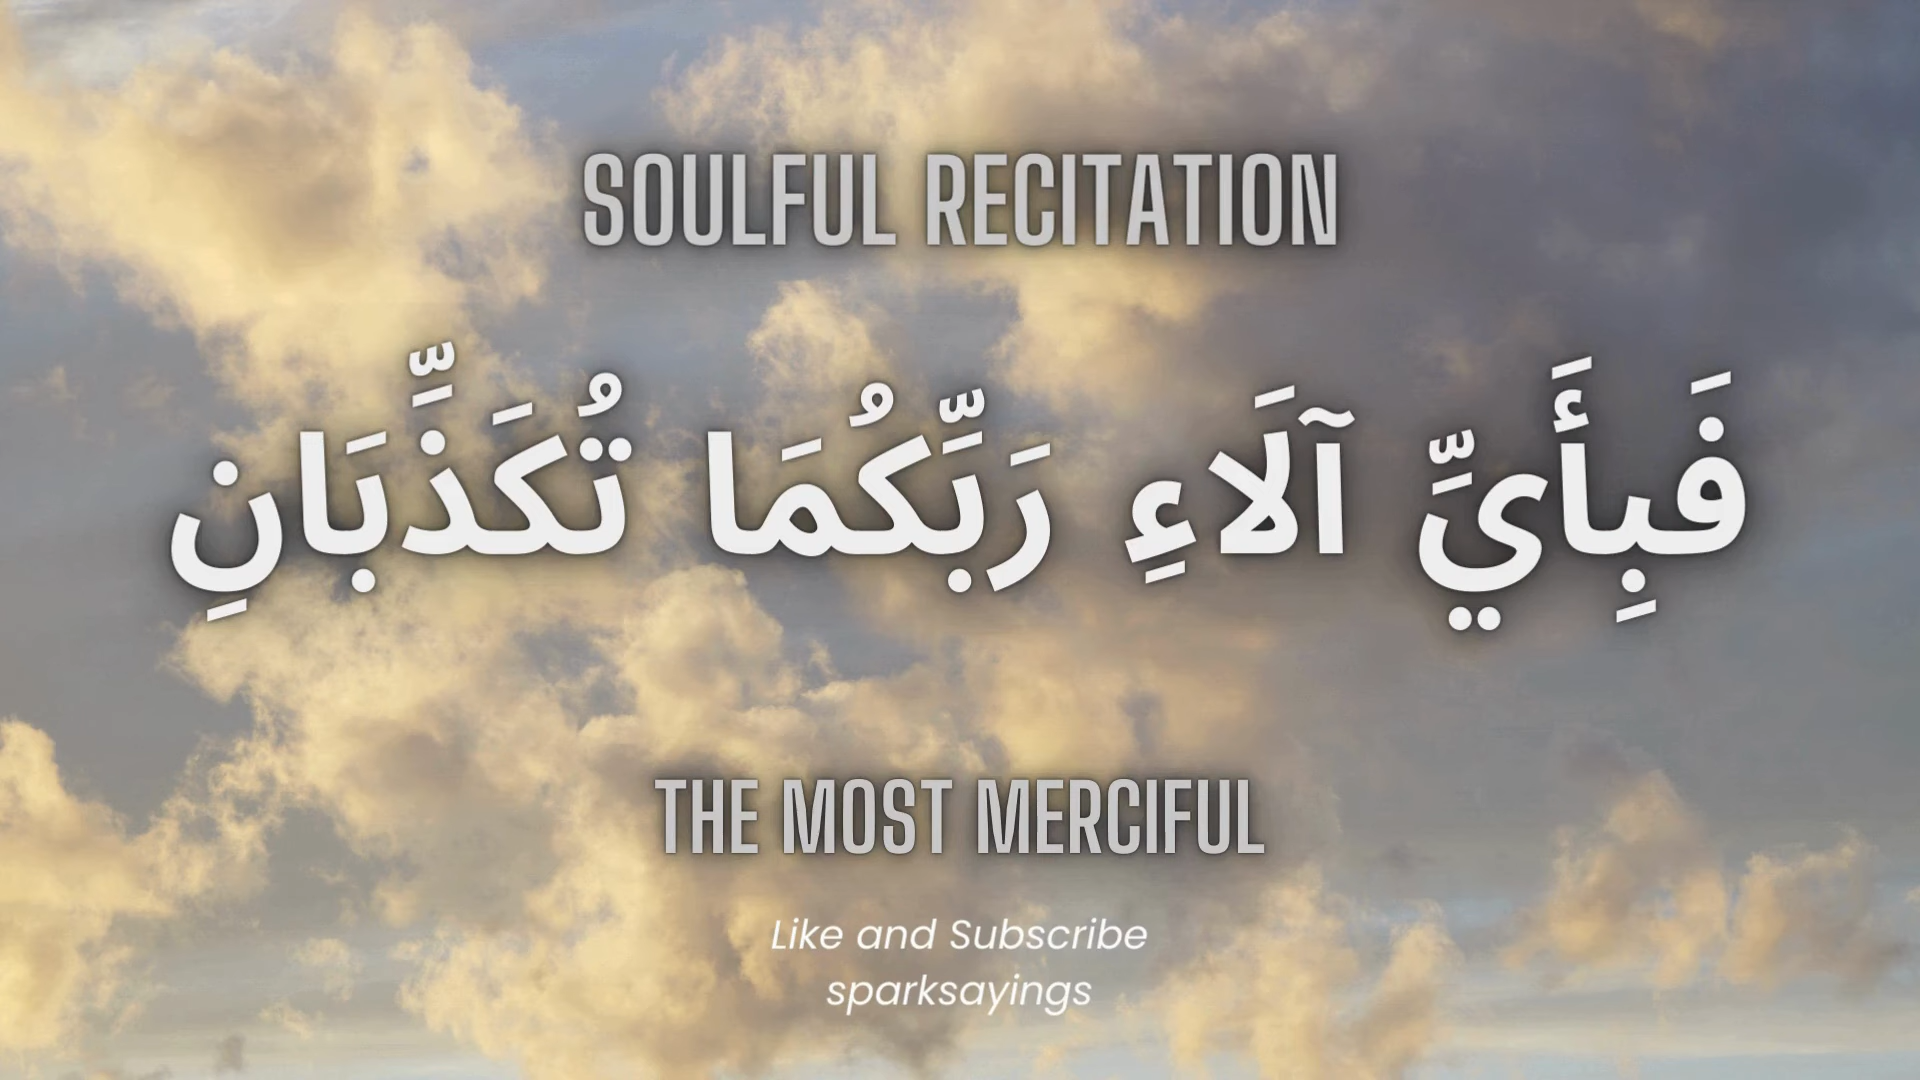 SOULFUL RECITATION
فَبِأَيِّ آلَاءِ رَبِّكُمَا تُكَذِّبَانِ
THE MOST MERCIFUL
Like and Subscribe
sparksayings